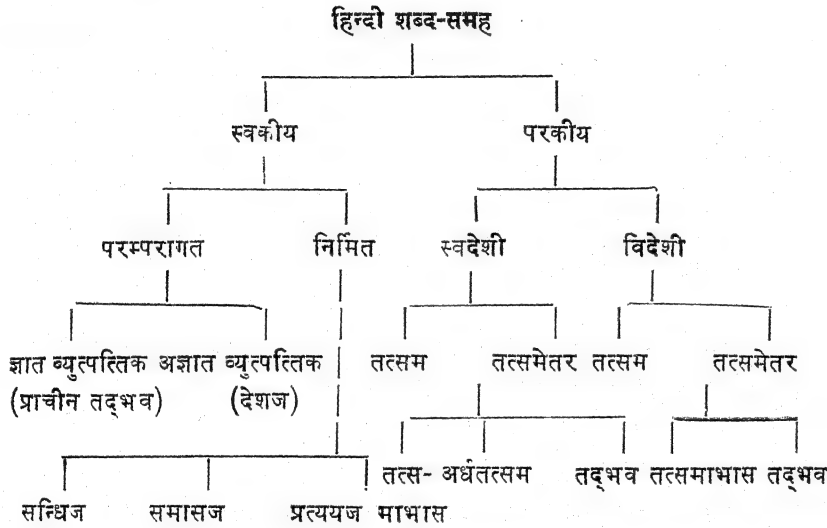 हिन्दी शब्द-समह
स्वकीय परकीय
परम्परागत निर्मित स्वदेशी विदेशी
ज्ञात व्युत्पत्तिक अज्ञात व्युत्पत्तिक तत्सम तत्समेतर तत्सम तत्समेतर
(प्राचीन तद्‌भव) (देशज)
तत्स- अर्धतत्सम तद्‌भव तत्समाभास तद्‌भव
सन्धिज समासज प्रत्ययज माभास